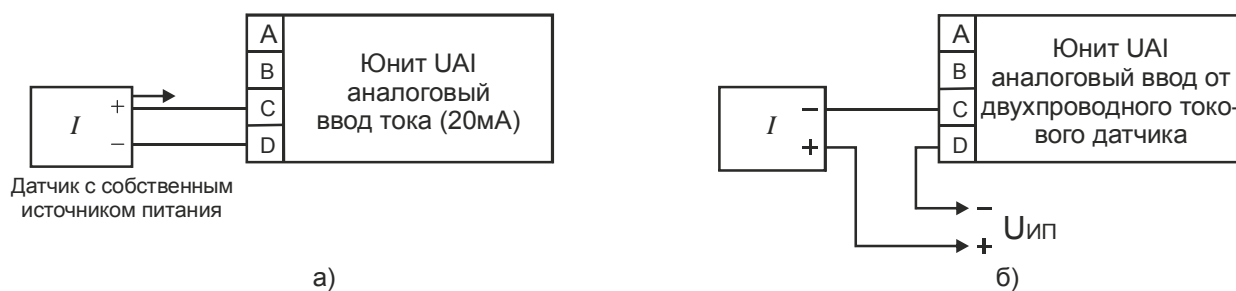 A
B
C
D
Юнит UAI
аналоговый
ввод тока (20мА)
I
+
–
Датчик с собственным
источником питания
а)
A
B
C
D
Юнит UAI
аналоговый ввод от
двухпроводного токо-
вого датчика
I
–
+
–
+
Uип
б)